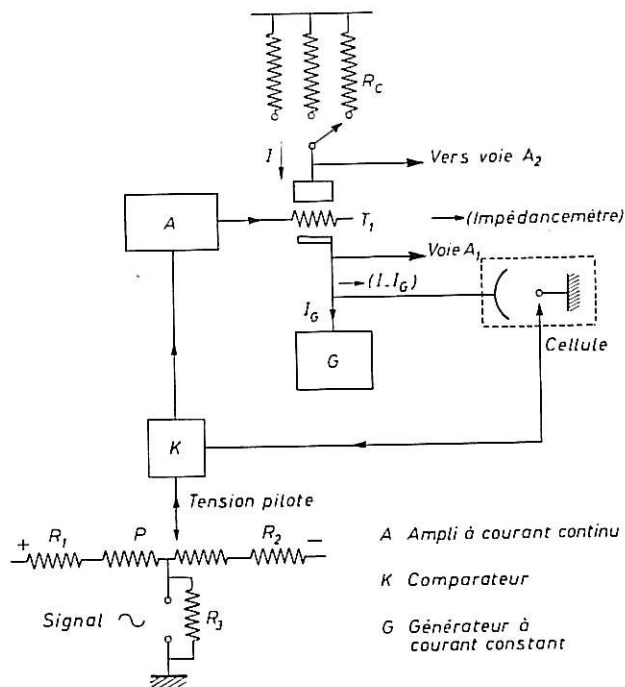 R_C
I
Vers voie A_2
A
T_1
(Impédancemètre)
Voie A_1
(I_I_G)
I_G
G
Cellule
K
Tension pilote
+ R_1 P R_2 −
Signal ~
R_3
A Ampli à courant continu
K Comparateur
G Générateur à
courant constant